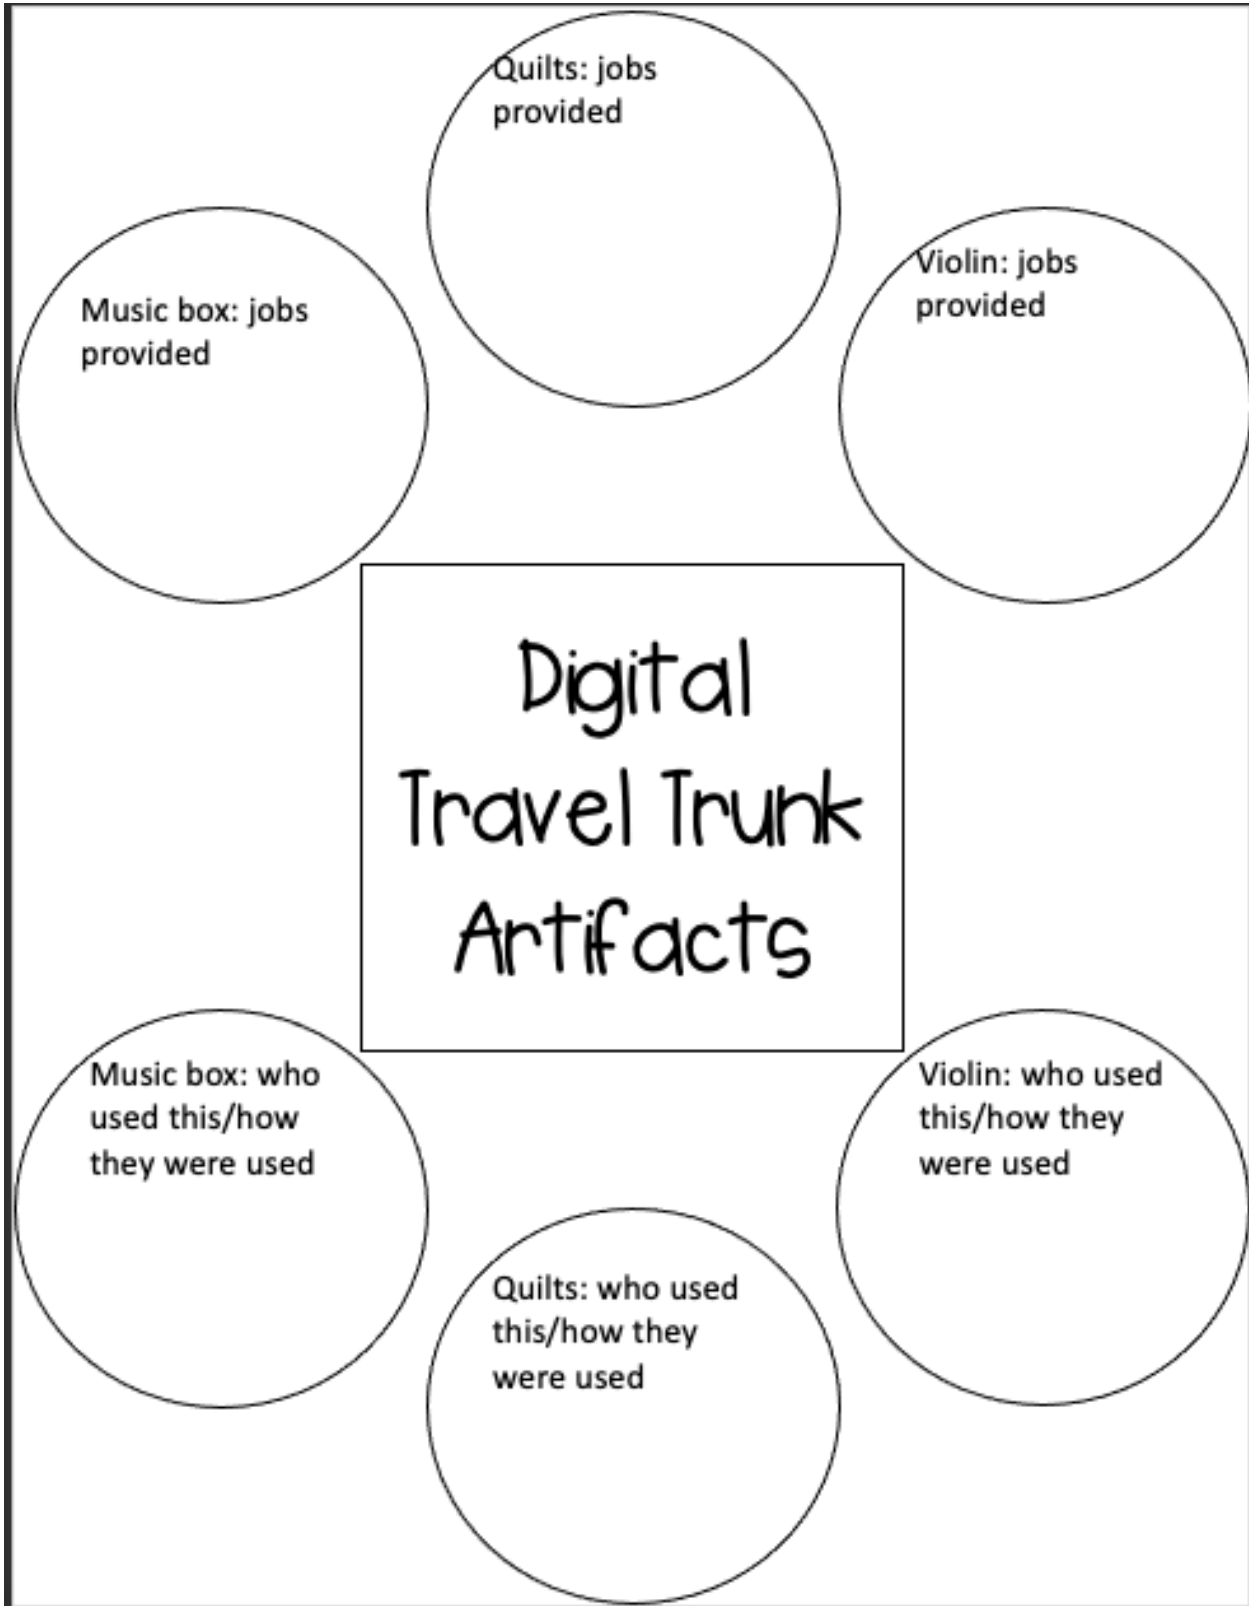 Quilts: jobs
provided
Music box: jobs
provided
Violin: jobs
provided
Digital
Travel Trunk
Artifacts
Music box: who
used this/how
they were used
Violin: who used
this/how they
were used
Quilts: who used
this/how they
were used